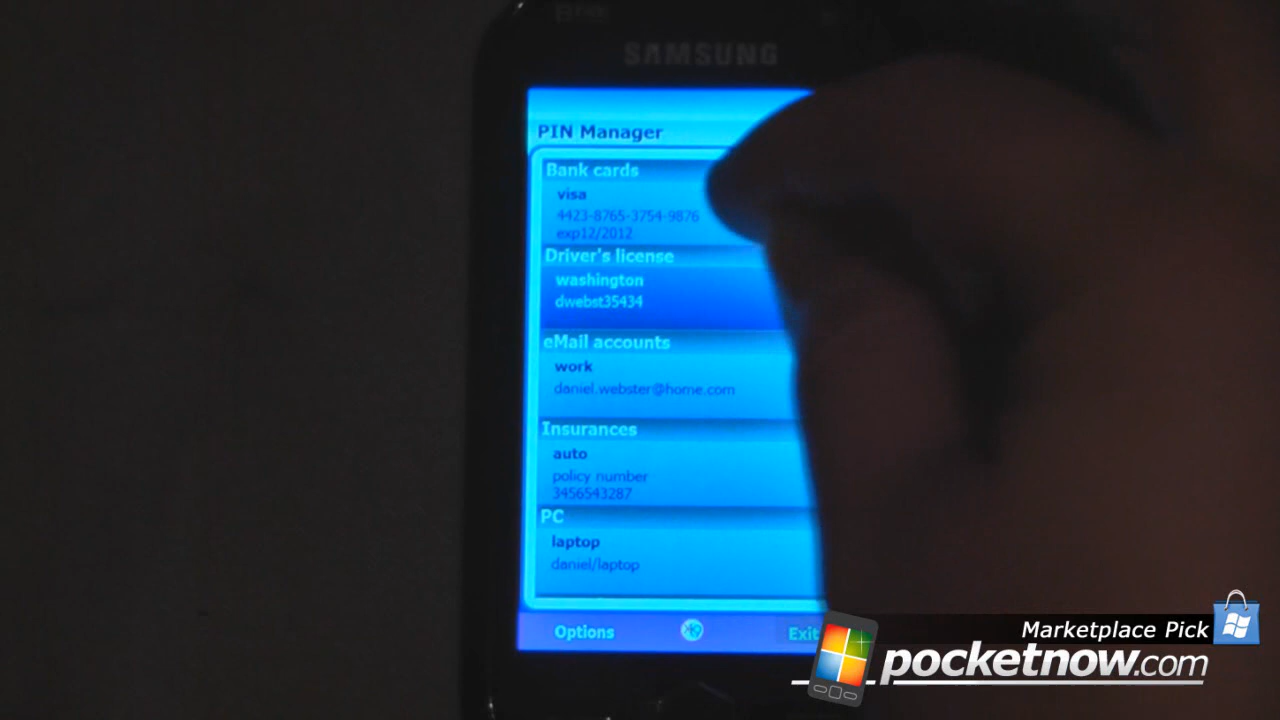 SAMSUNG
PIN Manager
Bank cards
visa
4423-8765-3754-9876
exp12/2012
Driver's license
washington
dwebst35434
eMail accounts
work
daniel.webster@home.com
Insurances
auto
policy number
3456543287
PC
laptop
daniel/laptop
Options
Exit
Marketplace Pick
pocketnow.com